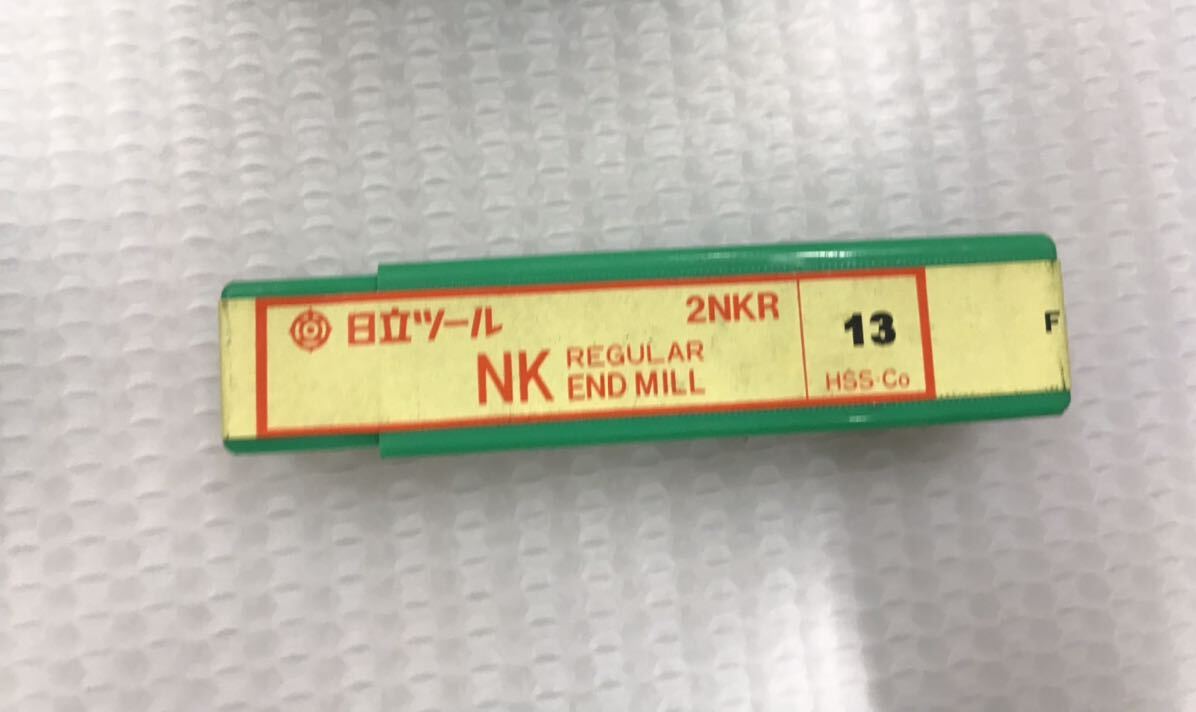 日立ツール
2NKR
NK REGULAR
END MILL
13
HSS-Co
F